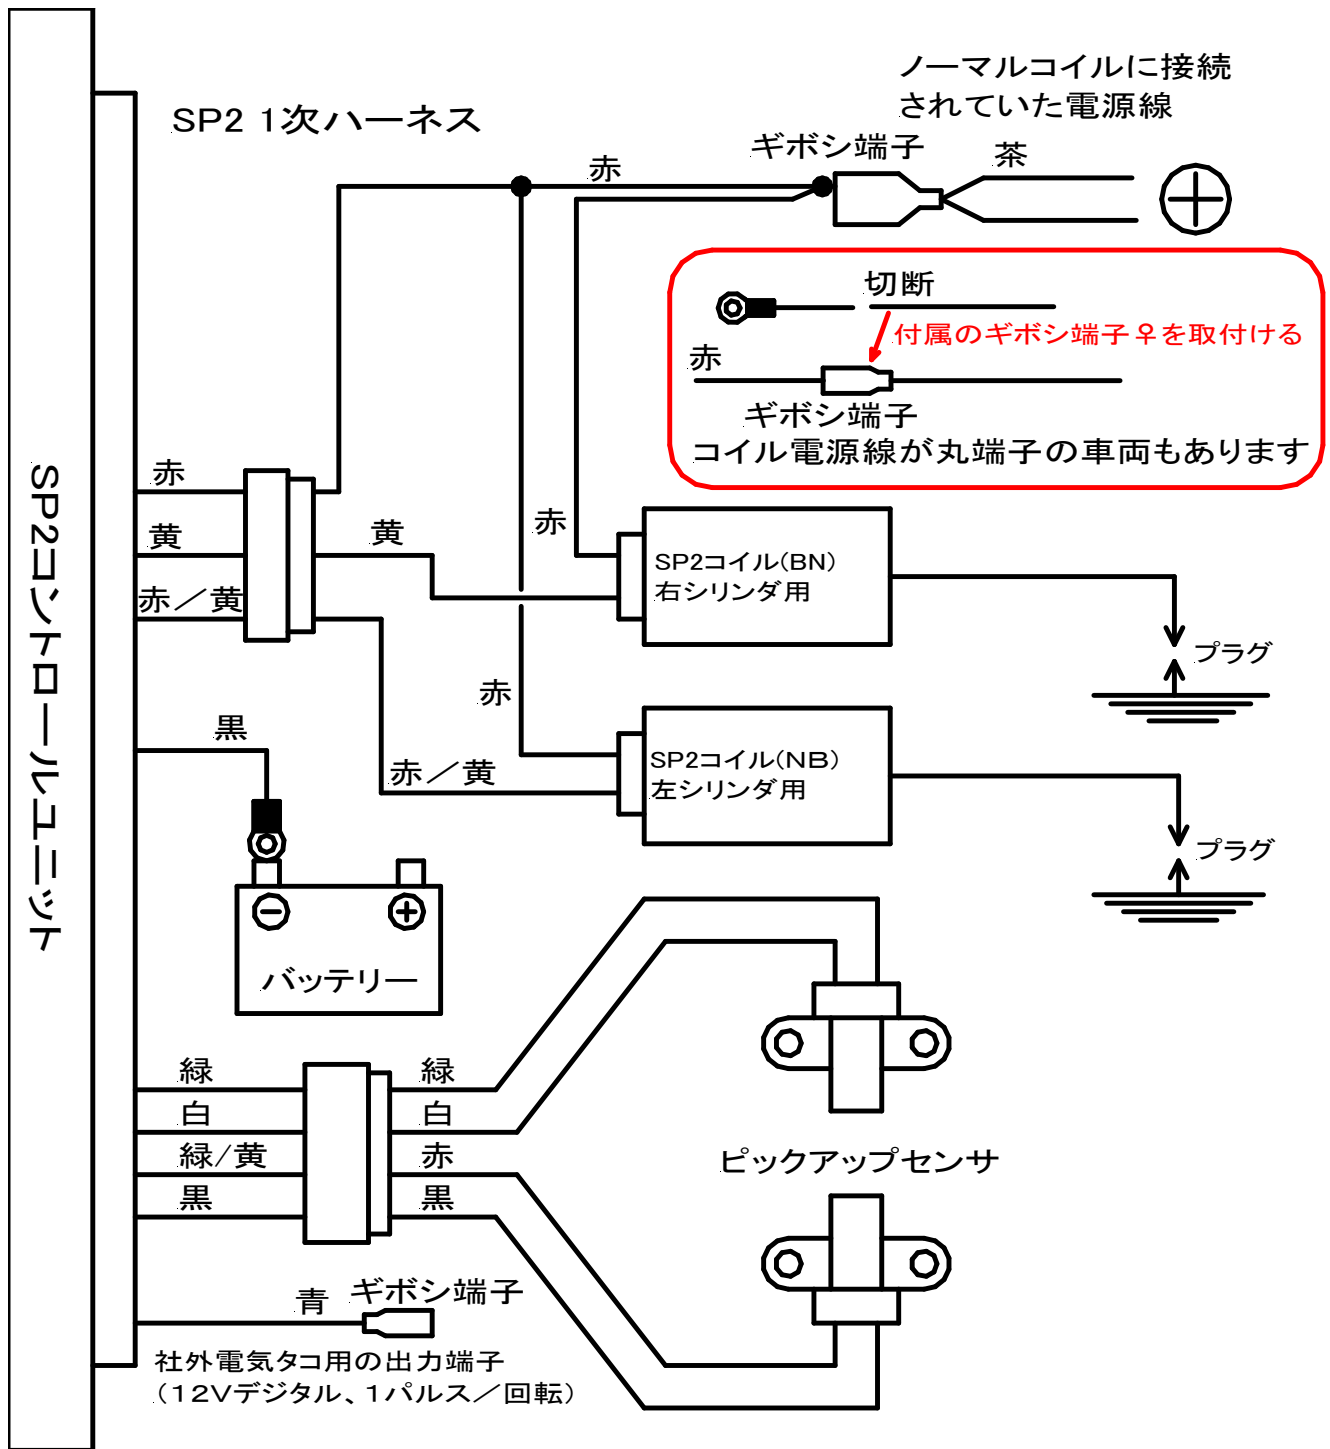 ノーマルコイルに接続
されていた電源線
SP2 1次ハーネス
ギボシ端子
茶
赤
切断
付属のギボシ端子♀を取付ける
赤
ギボシ端子
コイル電源線が丸端子の車両もあります
SP2コントロールユニット
赤
黄
赤／黄
黄
赤
SP2コイル(BN)
右シリンダ用
プラグ
赤
黒
赤／黄
SP2コイル(NB)
左シリンダ用
プラグ
バッテリー
緑
白
緑/黄
黒
緑
白
赤
黒
ピックアップセンサ
青
ギボシ端子
社外電気タコ用の出力端子
（12Vデジタル、1パルス／回転）